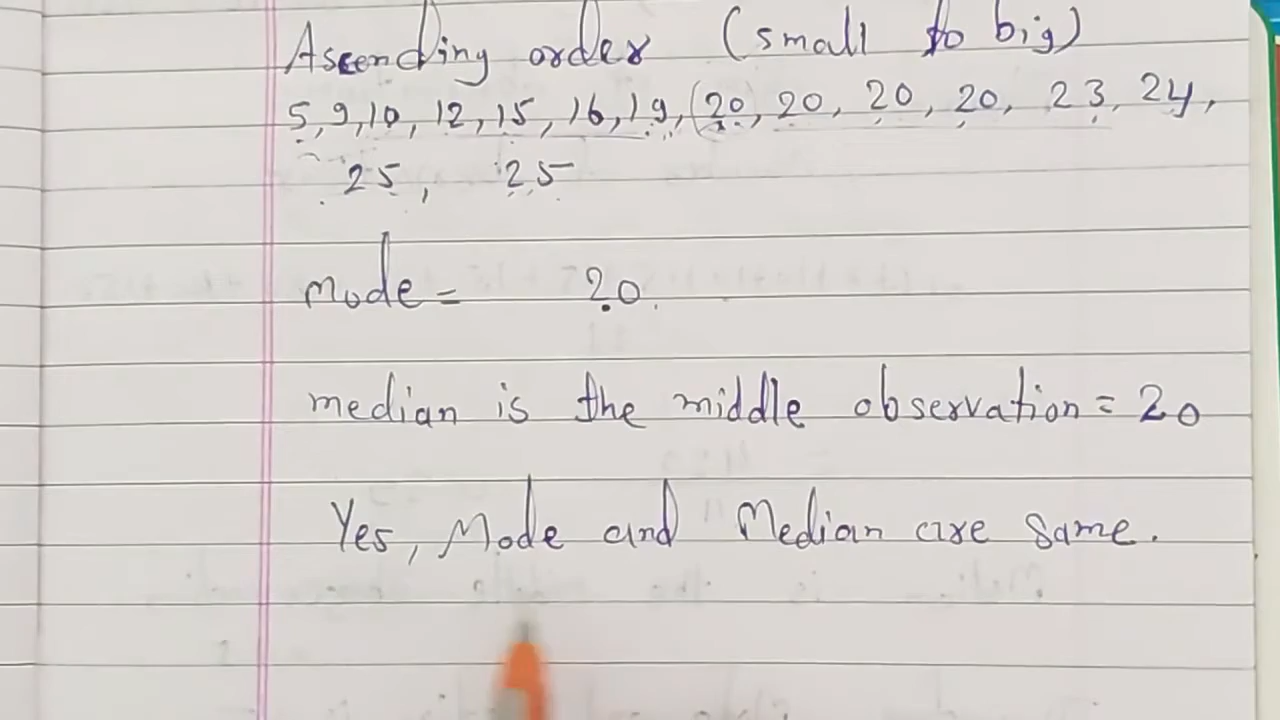 Ascending order (small to big)
5, 9, 10, 12, 15, 16, 19, (20, 20, 20, 20, 23, 24,
25, 25
mode = 20.
median is the middle observation = 20
Yes, Mode and Median are same.